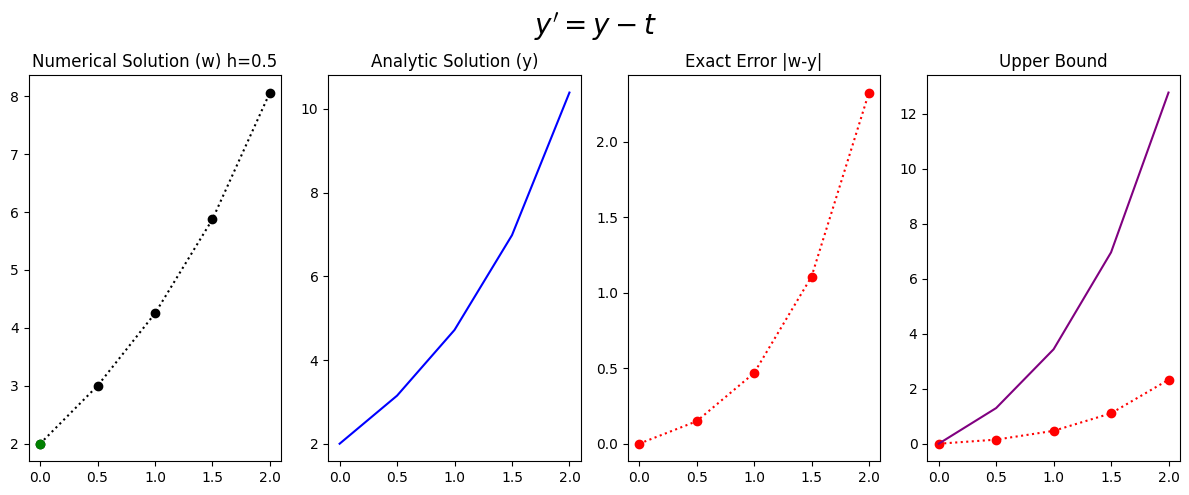 y′ = y − t
Numerical Solution (w) h=0.5
8
7
6
5
4
3
2
0.0 0.5 1.0 1.5 2.0
Analytic Solution (y)
10
8
6
4
2
0.0 0.5 1.0 1.5 2.0
Exact Error |w-y|
2.0
1.5
1.0
0.5
0.0
0.0 0.5 1.0 1.5 2.0
Upper Bound
12
10
8
6
4
2
0
0.0 0.5 1.0 1.5 2.0